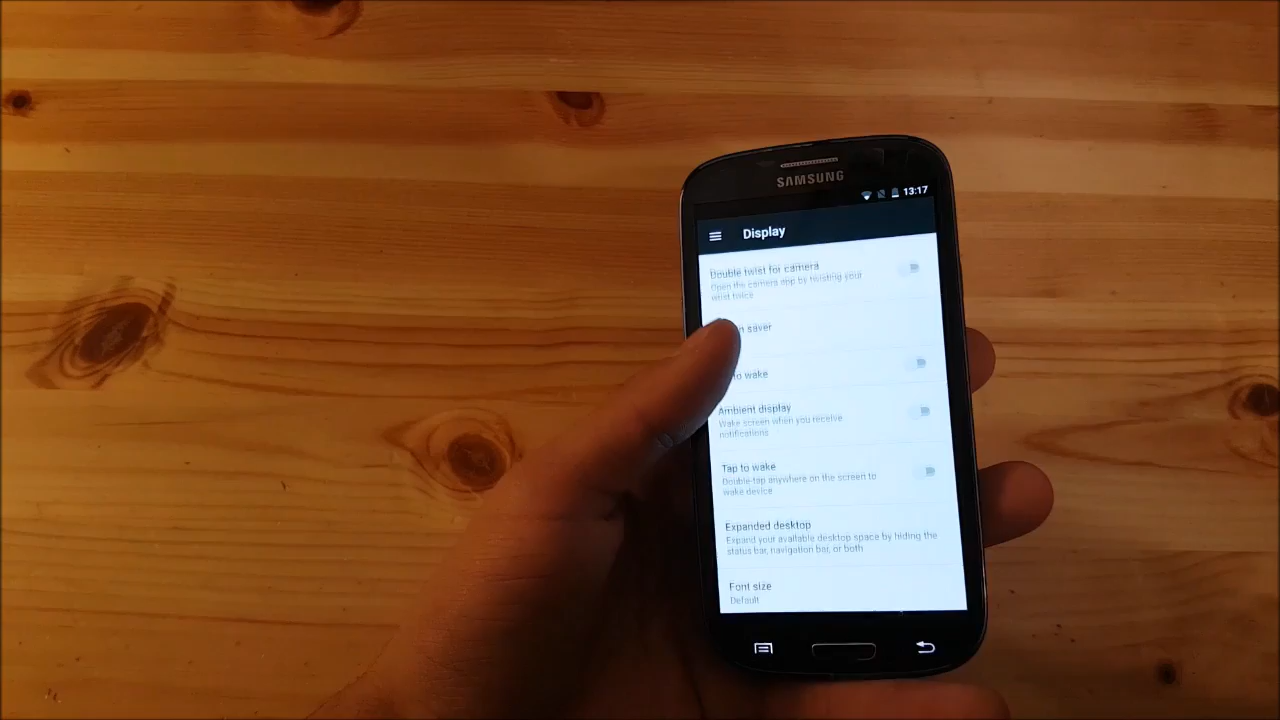 SAMSUNG
13:17
Display
Double twist for camera
Open the camera app by twisting your
wrist twice
saver
to wake
Ambient display
Wake screen when you receive
notifications
Tap to wake
Double-tap anywhere on the screen to
wake device
Expanded desktop
Expand your available desktop space by hiding the
status bar, navigation bar, or both
Font size
Default